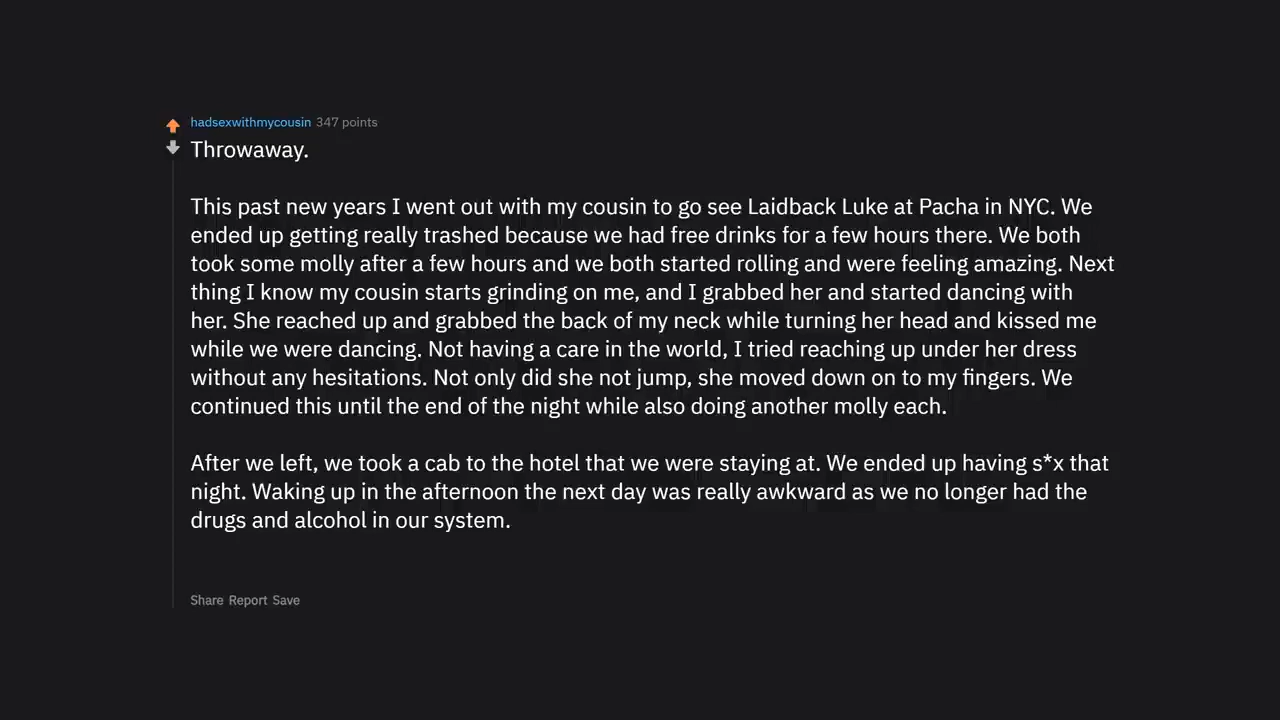 hadsexwithmycousin 347 points
Throwaway.
This past new years I went out with my cousin to go see Laidback Luke at Pacha in NYC. We
ended up getting really trashed because we had free drinks for a few hours there. We both
took some molly after a few hours and we both started rolling and were feeling amazing. Next
thing I know my cousin starts grinding on me, and I grabbed her and started dancing with
her. She reached up and grabbed the back of my neck while turning her head and kissed me
while we were dancing. Not having a care in the world, I tried reaching up under her dress
without any hesitations. Not only did she not jump, she moved down on to my fingers. We
continued this until the end of the night while also doing another molly each.
After we left, we took a cab to the hotel that we were staying at. We ended up having s*x that
night. Waking up in the afternoon the next day was really awkward as we no longer had the
drugs and alcohol in our system.
Share Report Save